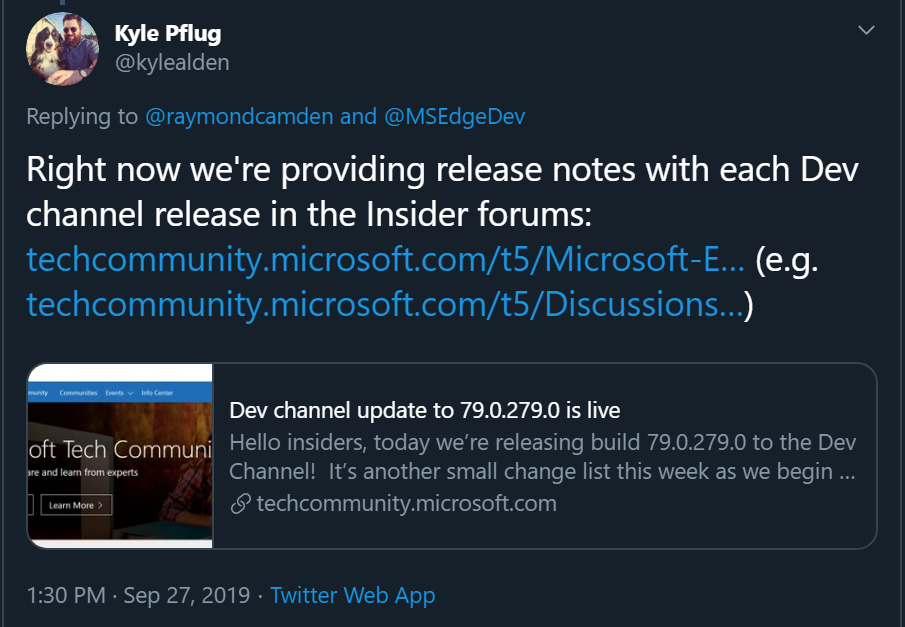 Kyle Pflug
@kylealden
Replying to @raymondcamden and @MSEdgeDev
Right now we're providing release notes with each Dev
channel release in the Insider forums:
techcommunity.microsoft.com/t5/Microsoft-E... (e.g.
techcommunity.microsoft.com/t5/Discussions...)
munity Communities Events Info Center
oft Tech Communi
are and learn from experts
Learn More >
Dev channel update to 79.0.279.0 is live
Hello insiders, today we’re releasing build 79.0.279.0 to the Dev
Channel! It’s another small change list this week as we begin ...
techcommunity.microsoft.com
1:30 PM · Sep 27, 2019 · Twitter Web App